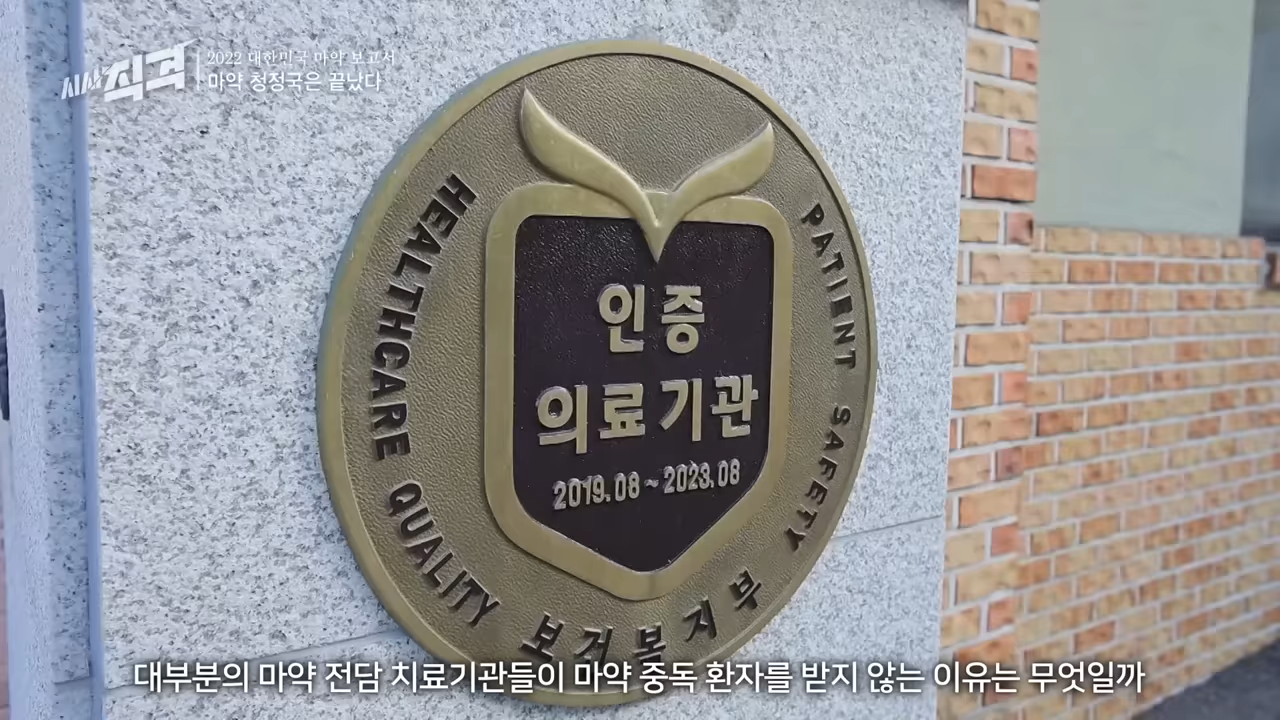 시사직격
2022 대한민국 마약 보고서
마약 청정국은 끝났다
HEALTHCARE QUALITY
PATIENT SAFETY
인증
의료기관
2019.08 ~ 2023.08
보건복지부
대부분의 마약 전담 치료기관들이 마약 중독 환자를 받지 않는 이유는 무엇일까